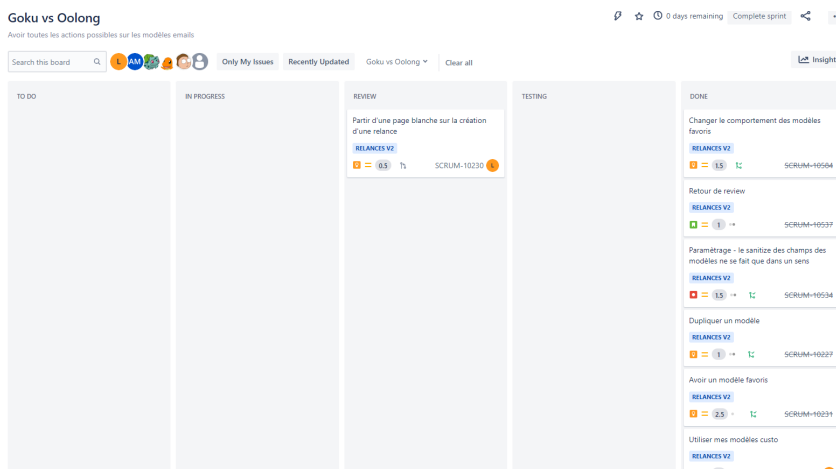 Goku vs Oolong
0 days remaining
Complete sprint
Avoir toutes les actions possibles sur les modèles emails
Search this board
L
AM
Only My Issues
Recently Updated
Goku vs Oolong
Clear all
Insight
TO DO
IN PROGRESS
REVIEW
TESTING
DONE
Partir d'une page blanche sur la création
d'une relance
RELANCES V2
0.5
SCRUM-10230
L
Changer le comportement des modèles
favoris
RELANCES V2
1.5
SCRUM-10584
Retour de review
RELANCES V2
1
SCRUM-10537
Paramètrage - le sanitize des champs des
modèles ne se fait que dans un sens
RELANCES V2
1.5
SCRUM-10534
Dupliquer un modèle
RELANCES V2
1
SCRUM-10227
Avoir un modèle favoris
RELANCES V2
2.5
SCRUM-10231
Utiliser mes modèles custo
RELANCES V2